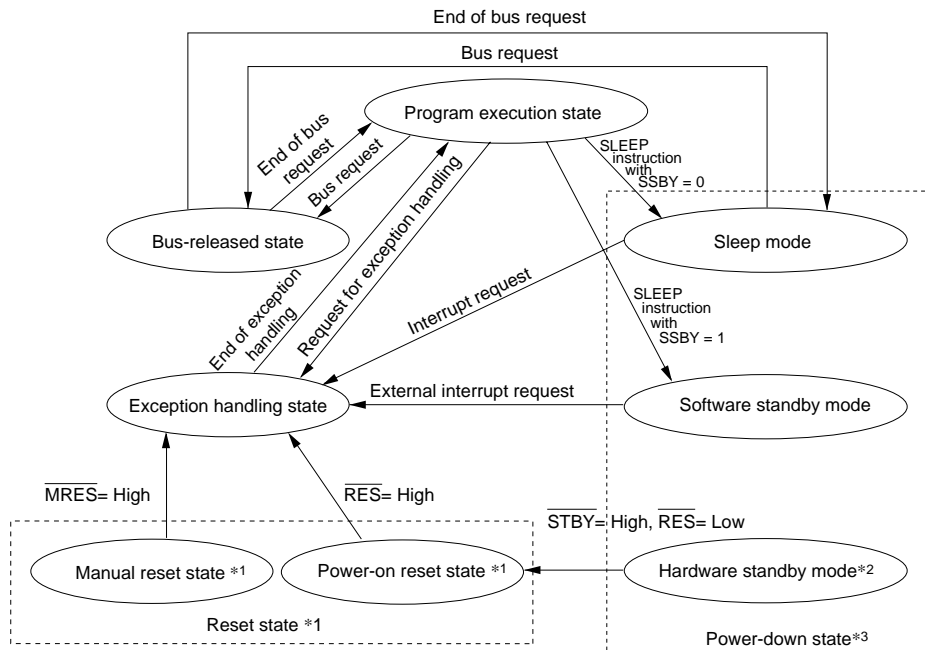 End of bus request
Bus request
Program execution state
End of bus
request
Bus request
SLEEP
instruction
with
SSBY = 0
Bus-released state
Sleep mode
End of exception
handling
Request for exception handling
Interrupt request
SLEEP
instruction
with
SSBY = 1
Exception handling state
External interrupt request
Software standby mode
MRES= High
RES= High
STBY= High, RES= Low
Manual reset state *1
Power-on reset state *1
Hardware standby mode*2
Reset state *1
Power-down state*3